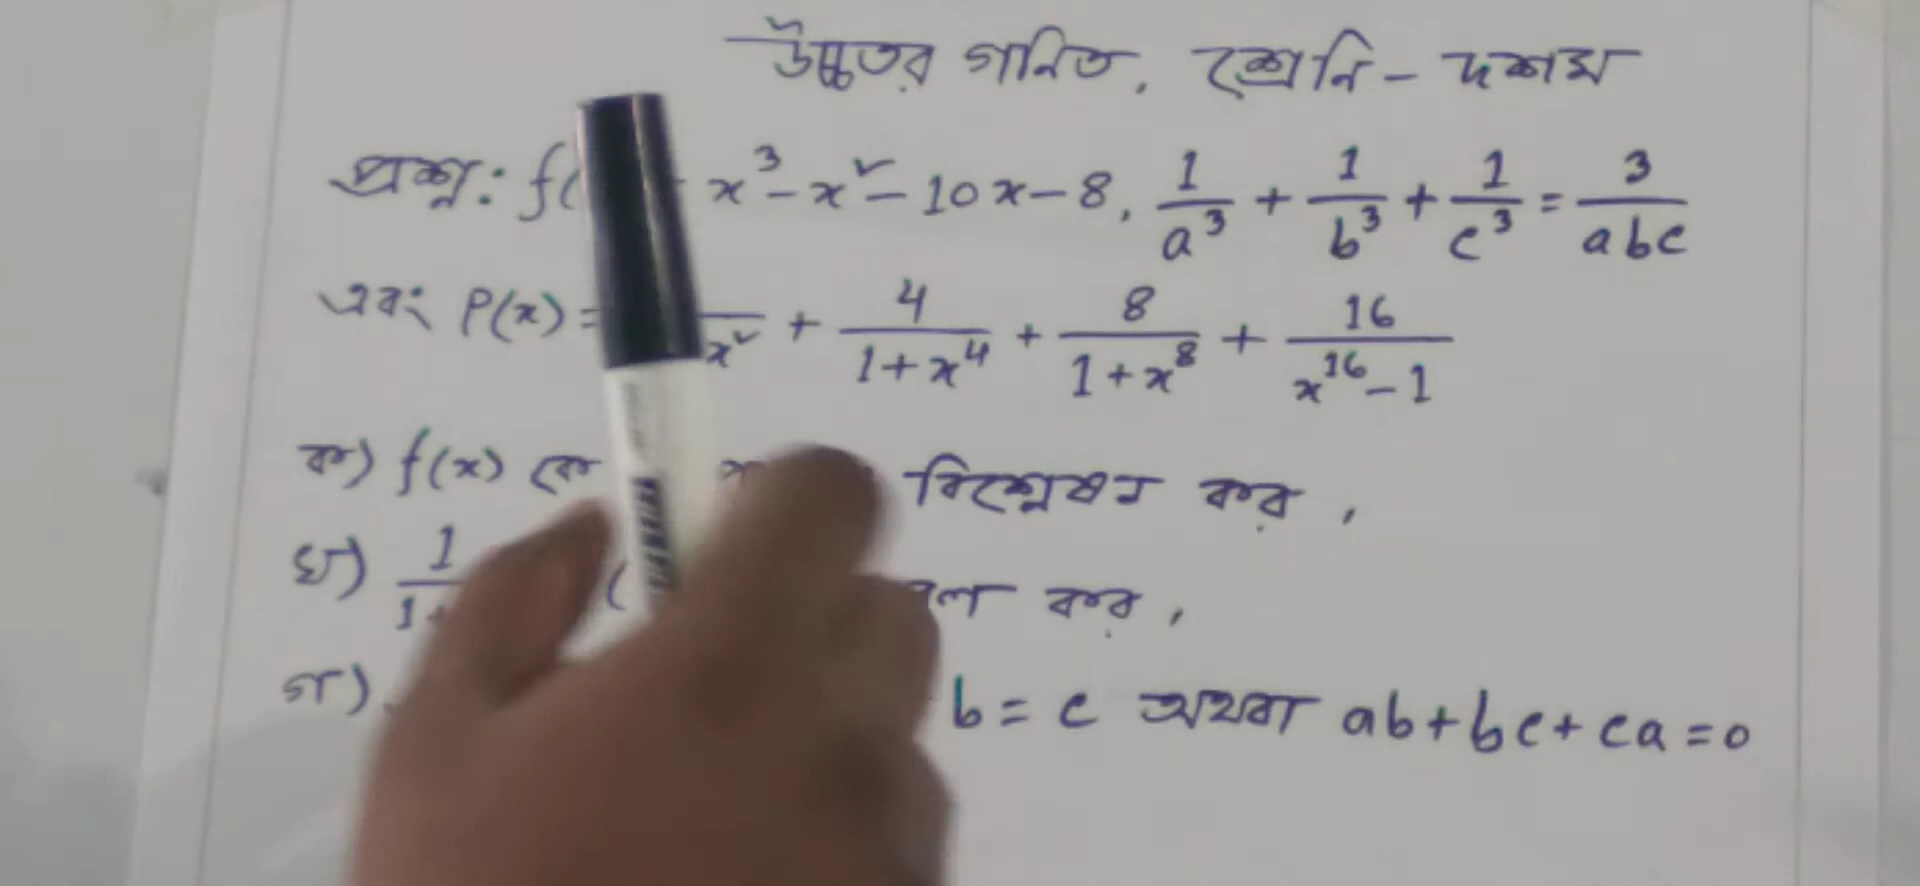 উচ্চতর গনিত, শ্রেনি - দশম
প্রশ্ন: f( x³ - x² - 10x - 8, 1/a³ + 1/b³ + 1/c³ = 3/abc
এবং P(x) = x² + 4/(1+x⁴) + 8/(1+x⁸) + 16/(x¹⁶ - 1)
ক) f(x) কে বিশ্লেষণ কর,
খ) 1/1+ ( কর,
গ) b = c অথবা ab + bc + ca = 0